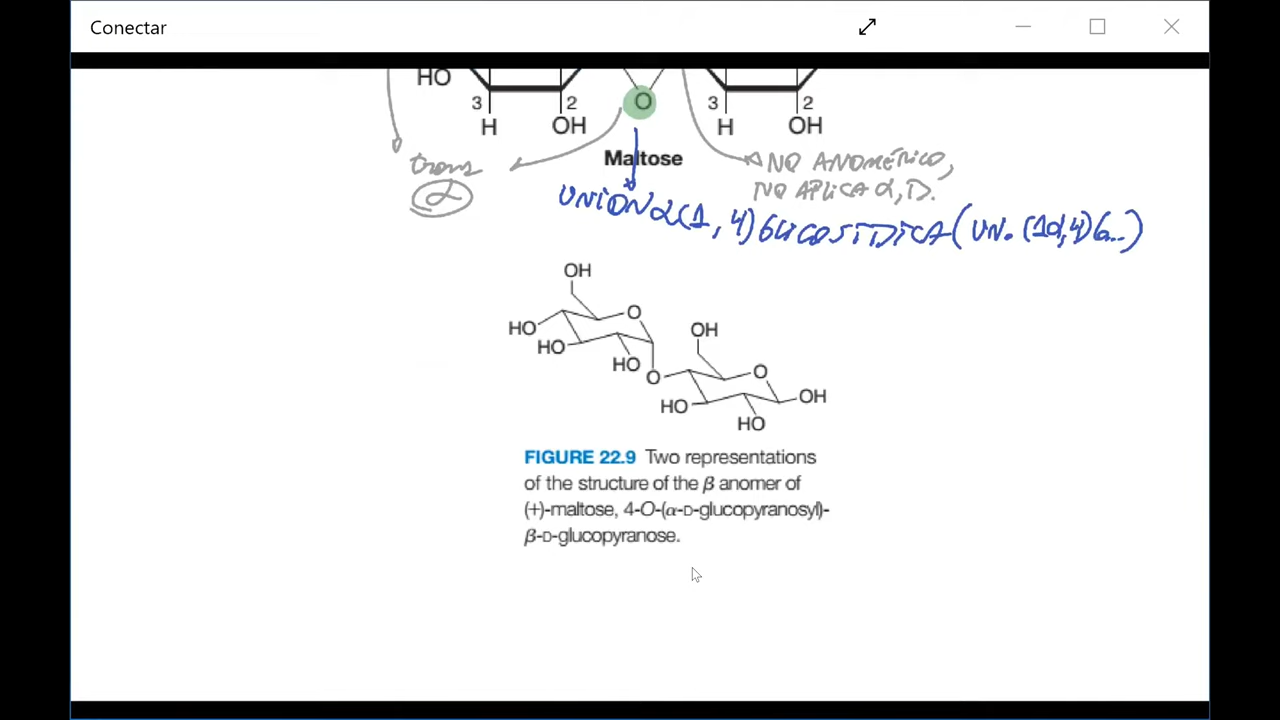 Conectar
HO
3 2 O 3 2
H OH H OH
trans
α
Maltose
NO ANOMÉRICO,
NO APLICA α, β.
UNION α(1,4) GLICOSIDICA (UN. (1α,4)G...)
OH
O
HO
HO
HO
OH
O
O
OH
HO
HO
FIGURE 22.9 Two representations
of the structure of the β anomer of
(+)-maltose, 4-O-(α-D-glucopyranosyl)-
β-D-glucopyranose.